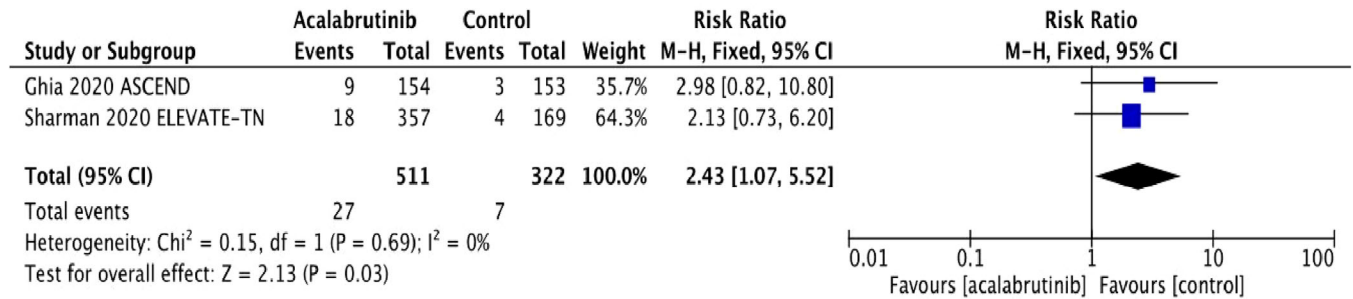 Acalabrutinib Control Risk Ratio Risk Ratio
Study or Subgroup Events Total Events Total Weight M-H, Fixed, 95% CI M-H, Fixed, 95% CI
Ghia 2020 ASCEND 9 154 3 153 35.7% 2.98 [0.82, 10.80]
Sharman 2020 ELEVATE-TN 18 357 4 169 64.3% 2.13 [0.73, 6.20]
Total (95% CI) 511 322 100.0% 2.43 [1.07, 5.52]
Total events 27 7
Heterogeneity: Chi² = 0.15, df = 1 (P = 0.69); I² = 0%
Test for overall effect: Z = 2.13 (P = 0.03)
0.01 0.1 1 10 100
Favours [acalabrutinib] Favours [control]